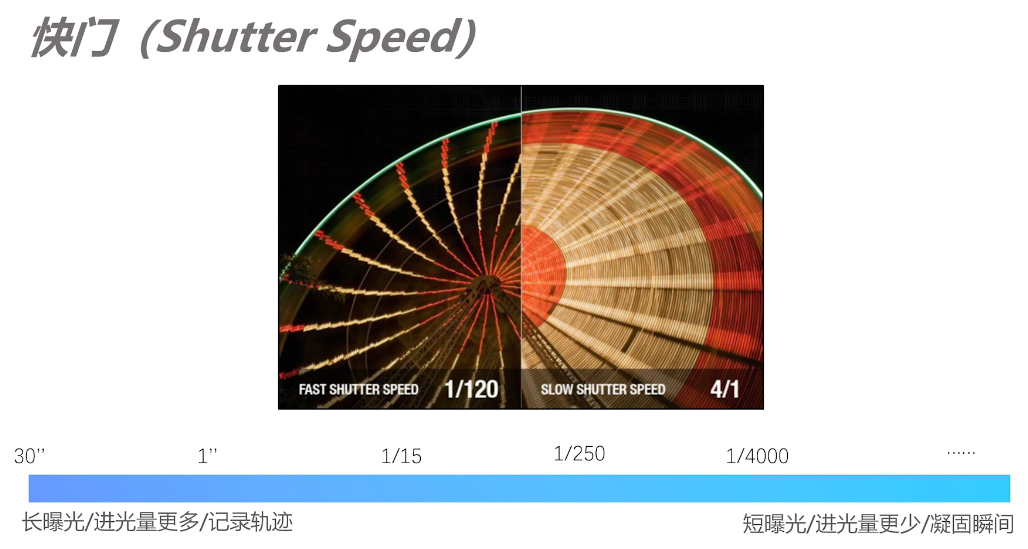 快门（Shutter Speed）
FAST SHUTTER SPEED 1/120 SLOW SHUTTER SPEED 4/1
30’’ 1’’ 1/15 1/250 1/4000 ……
长曝光/进光量更多/记录轨迹 短曝光/进光量更少/凝固瞬间